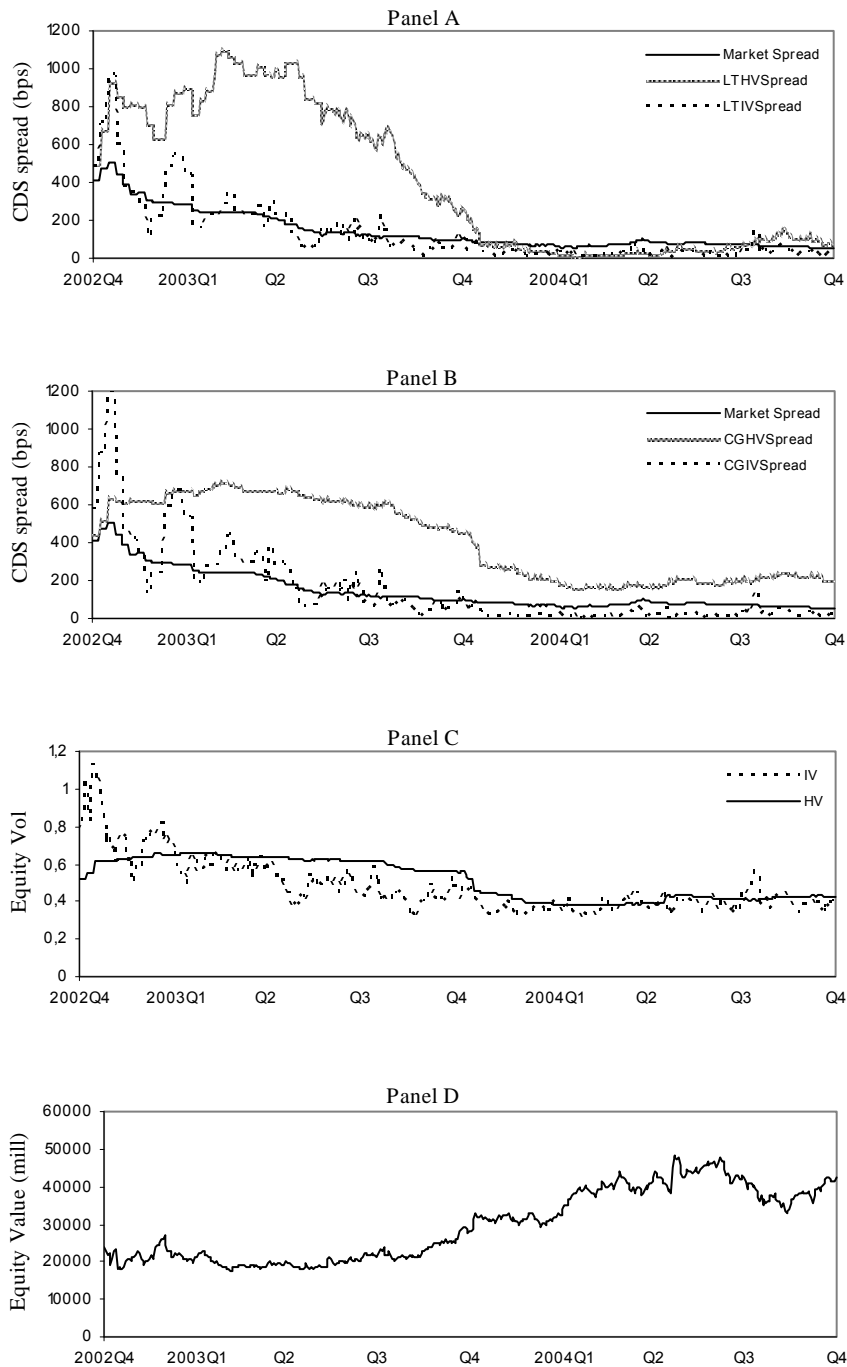 Panel A
CDS spread (bps)
1200
1000
800
600
400
200
0
Market Spread
LTHVSpread
LTIVSpread
2002Q4 2003Q1 Q2 Q3 Q4 2004Q1 Q2 Q3 Q4
Panel B
CDS spread (bps)
1200
1000
800
600
400
200
0
Market Spread
CGHVSpread
CGIVSpread
2002Q4 2003Q1 Q2 Q3 Q4 2004Q1 Q2 Q3 Q4
Panel C
Equity Vol
1,2
1
0,8
0,6
0,4
0,2
0
IV
HV
2002Q4 2003Q1 Q2 Q3 Q4 2004Q1 Q2 Q3 Q4
Panel D
Equity Value (mill)
60000
50000
40000
30000
20000
10000
0
2002Q4 2003Q1 Q2 Q3 Q4 2004Q1 Q2 Q3 Q4